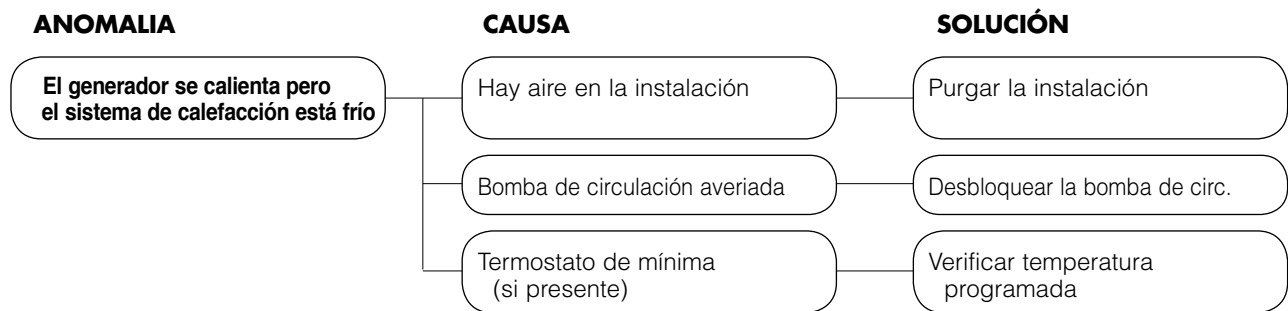 ANOMALIA
CAUSA
SOLUCIÓN
El generador se calienta pero
el sistema de calefacción está frío
Hay aire en la instalación
Purgar la instalación
Bomba de circulación averiada
Desbloquear la bomba de circ.
Termostato de mínima
(si presente)
Verificar temperatura
programada